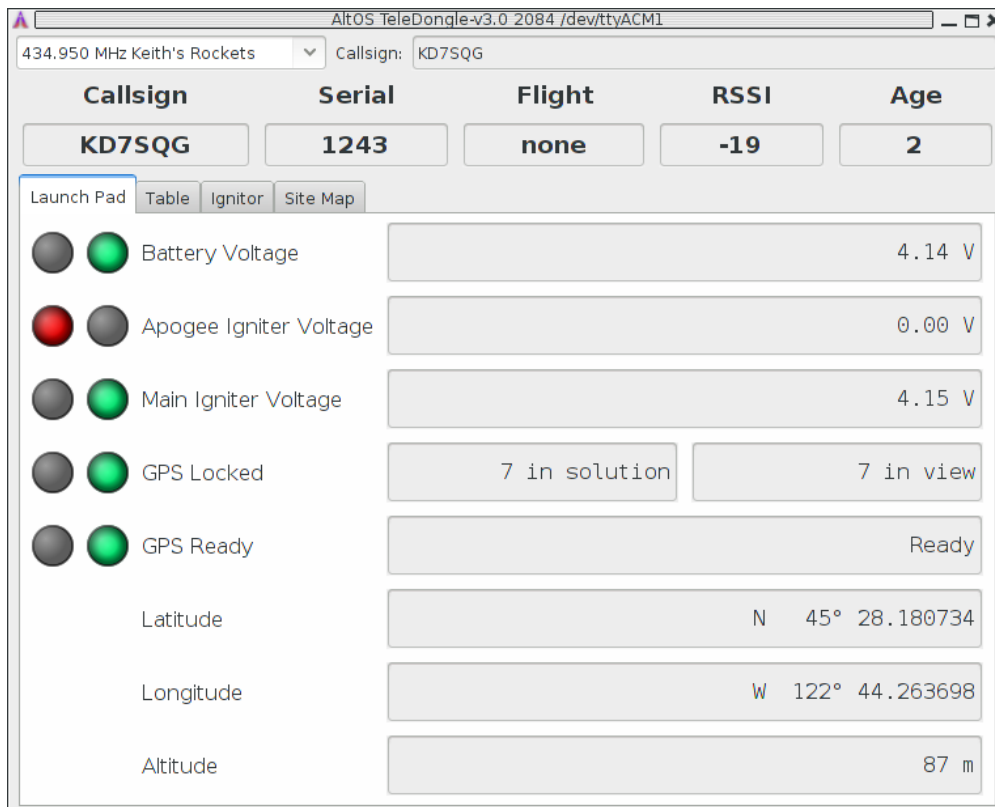 AltOS TeleDongle-v3.0 2084 /dev/ttyACM1
434.950 MHz Keith's Rockets Callsign: KD7SQG
Callsign Serial Flight RSSI Age
KD7SQG 1243 none -19 2
Launch Pad Table Ignitor Site Map
Battery Voltage 4.14 V
Apogee Igniter Voltage 0.00 V
Main Igniter Voltage 4.15 V
GPS Locked 7 in solution 7 in view
GPS Ready Ready
Latitude N 45° 28.180734
Longitude W 122° 44.263698
Altitude 87 m